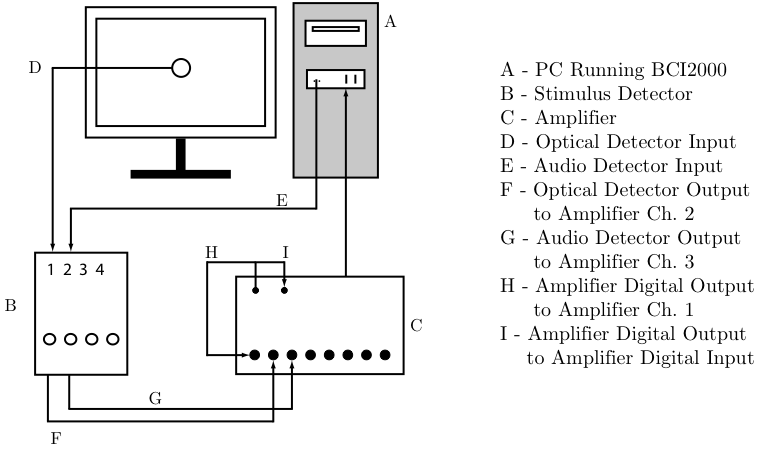 A
D
E
1 2 3 4
B
H
I
C
G
F
A - PC Running BCI2000
B - Stimulus Detector
C - Amplifier
D - Optical Detector Input
E - Audio Detector Input
F - Optical Detector Output
to Amplifier Ch. 2
G - Audio Detector Output
to Amplifier Ch. 3
H - Amplifier Digital Output
to Amplifier Ch. 1
I - Amplifier Digital Output
to Amplifier Digital Input